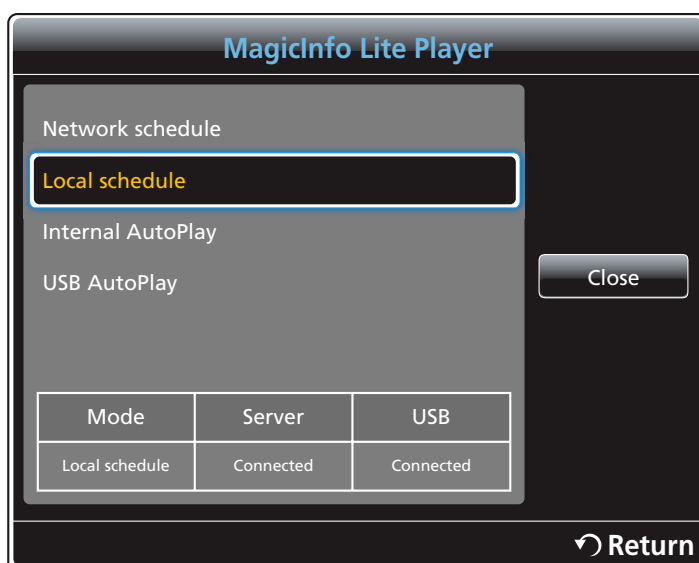 MagicInfo Lite Player
Network schedule
Local schedule
Internal AutoPlay
USB AutoPlay
Close
Mode Server USB
Local schedule Connected Connected
Return